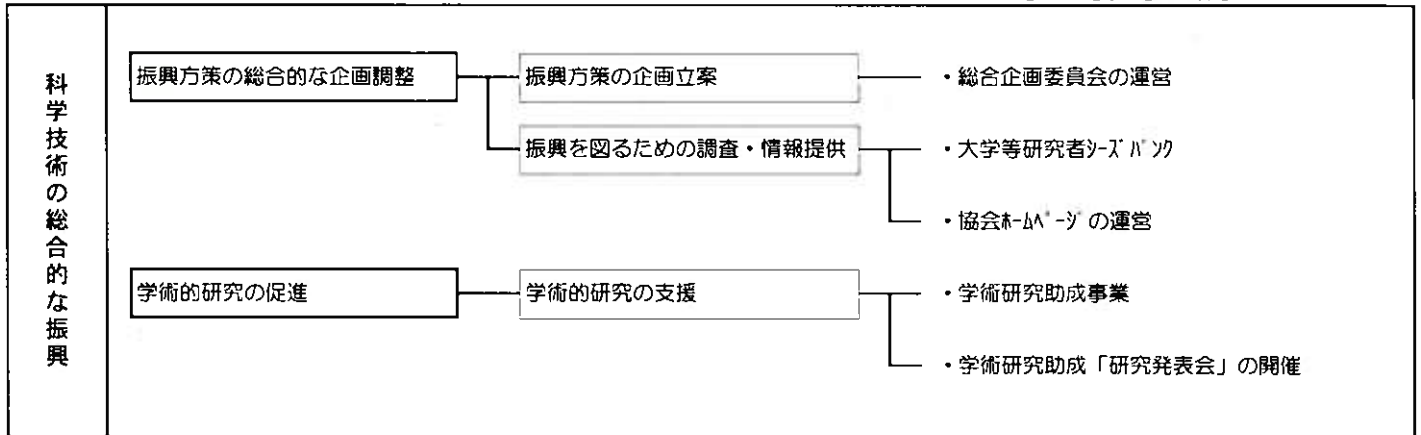 科学技術の総合的な振興
振興方策の総合的な企画調整
振興方策の企画立案
・総合企画委員会の運営
振興を図るための調査・情報提供
・大学等研究者ｼｰｽﾞﾊﾞﾝｸ
・協会ﾎｰﾑﾍﾟｰｼﾞの運営
学術的研究の促進
学術的研究の支援
・学術研究助成事業
・学術研究助成「研究発表会」の開催